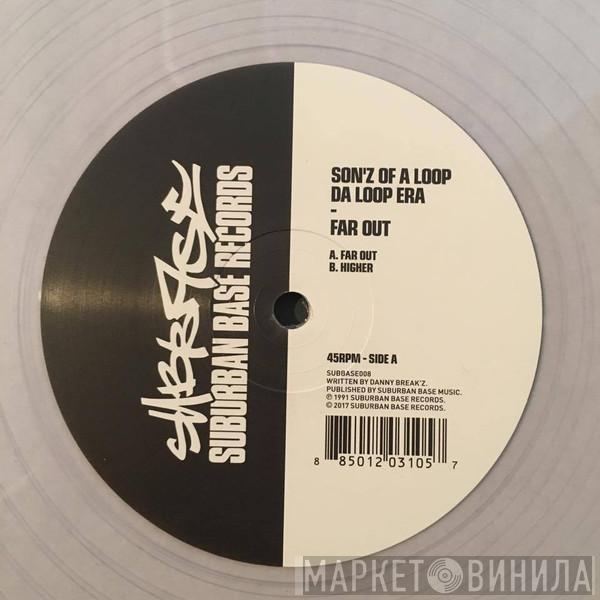 SUBBASE
SUBURBAN BASE RECORDS
SON'Z OF A LOOP
DA LOOP ERA
-
FAR OUT
A. FAR OUT
B. HIGHER
45RPM - SIDE A
SUBBASE008
WRITTEN BY DANNY BREAK'Z.
PUBLISHED BY SUBURBAN BASE MUSIC.
℗ 1991 SUBURBAN BASE RECORDS.
© 2017 SUBURBAN BASE RECORDS.
8 85012 03105 7
МАРКЕТ ВИНИЛА